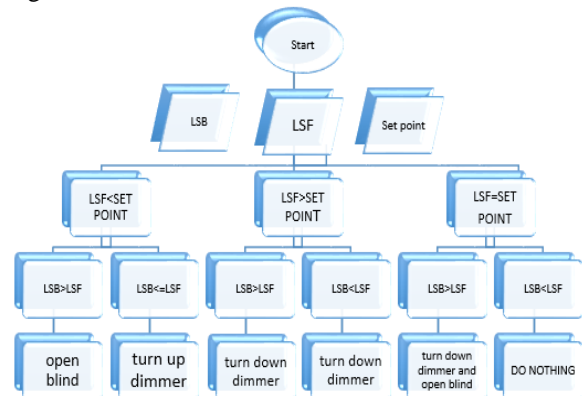 Start
LSB
LSF
Set point
LSF<SET
POINT
LSF>SET
POINT
LSF=SET
POINT
LSB>LSF
LSB<=LSF
LSB>LSF
LSB<LSF
LSB>LSF
LSB<LSF
open
blind
turn up
dimmer
turn down
dimmer
turn down
dimmer
turn down
dimmer and
open blind
DO NOTHING